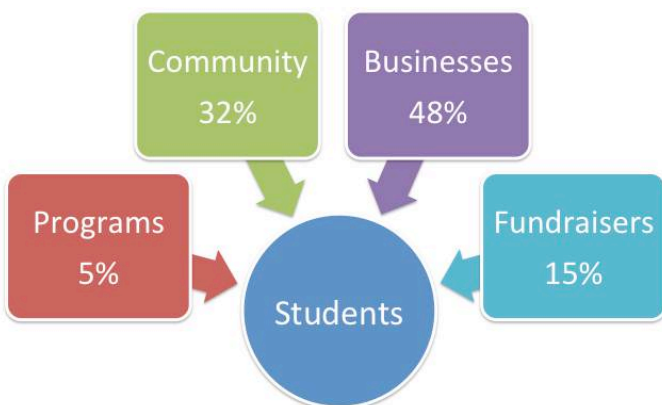 Community
32%
Businesses
48%
Programs
5%
Fundraisers
15%
Students